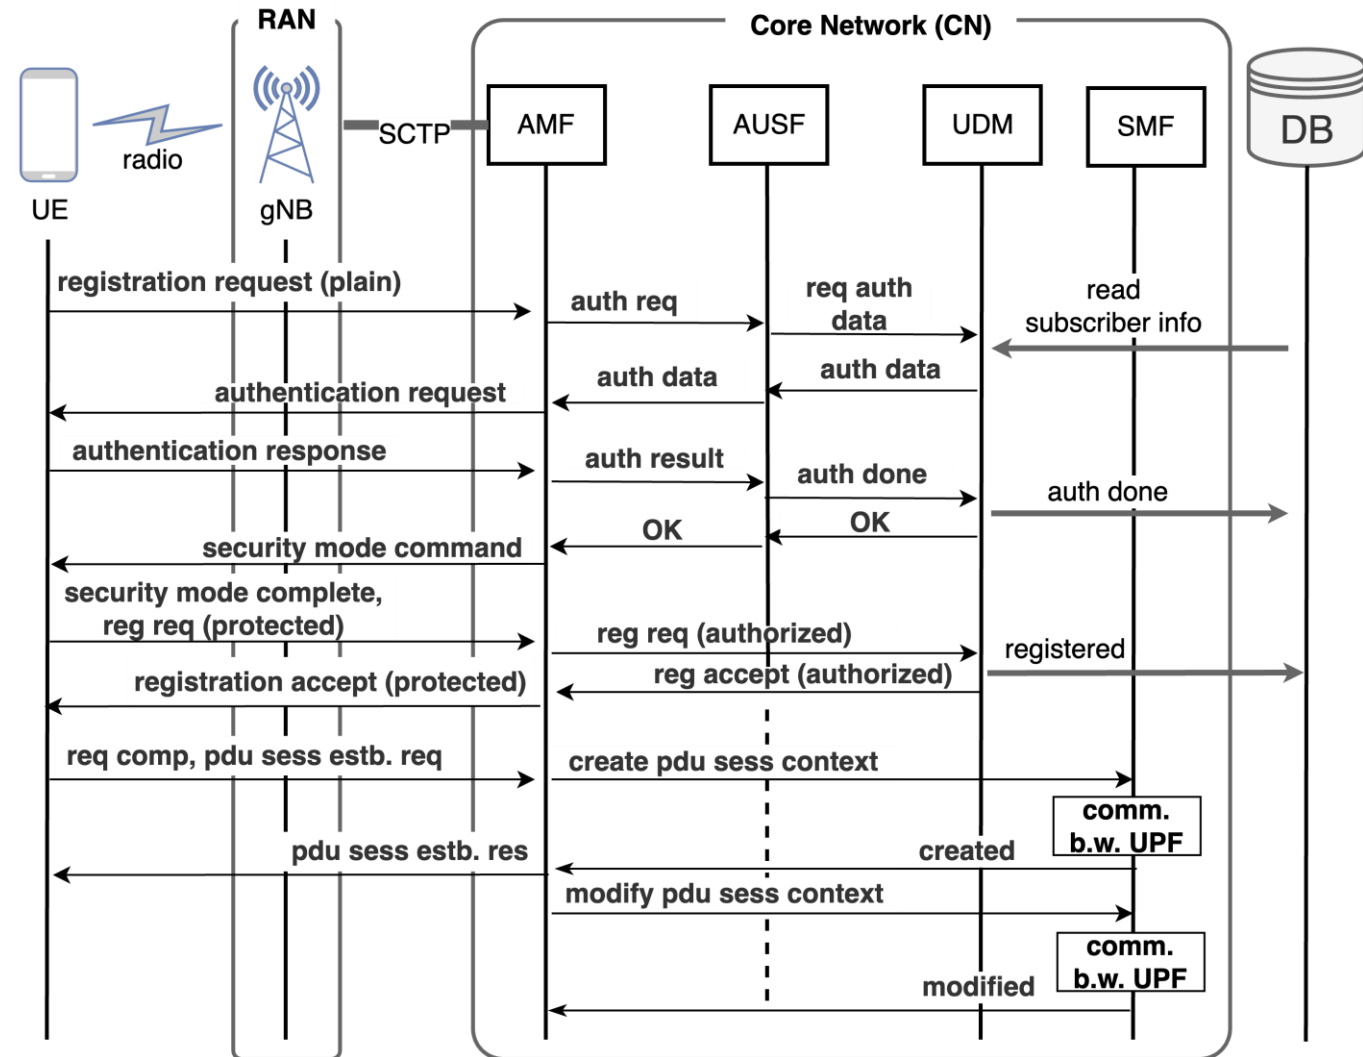 RAN
Core Network (CN)
AMF
AUSF
UDM
SMF
DB
SCTP
radio
UE
gNB
registration request (plain)
auth req
req auth
data
read
subscriber info
auth data
auth data
authentication request
authentication response
auth result
auth done
auth done
OK
OK
security mode command
security mode complete,
reg req (protected)
reg req (authorized)
registered
reg accept (authorized)
registration accept (protected)
req comp, pdu sess estb. req
create pdu sess context
comm.
b.w. UPF
created
pdu sess estb. res
modify pdu sess context
comm.
b.w. UPF
modified